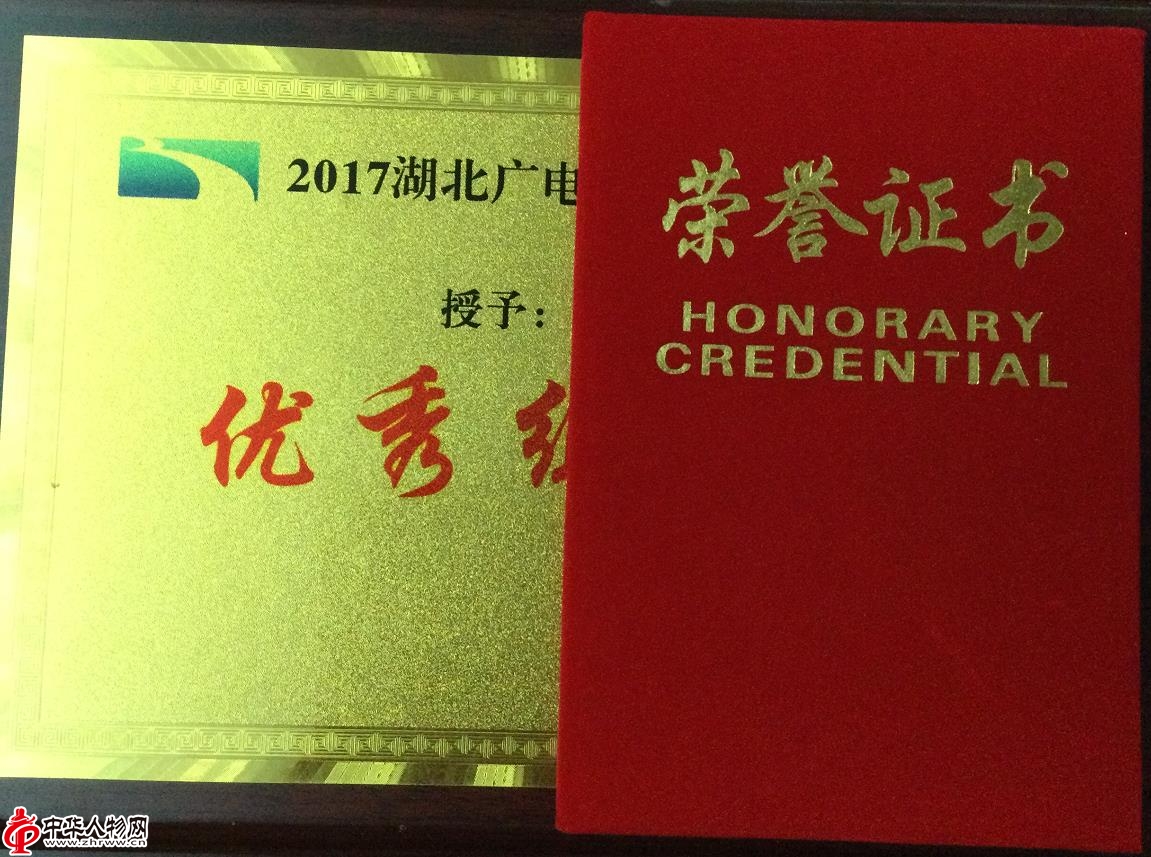 2017湖北广电
授予：
优秀
荣誉证书
HONORARY
CREDENTIAL
中华人物网
www.zhrww.cn